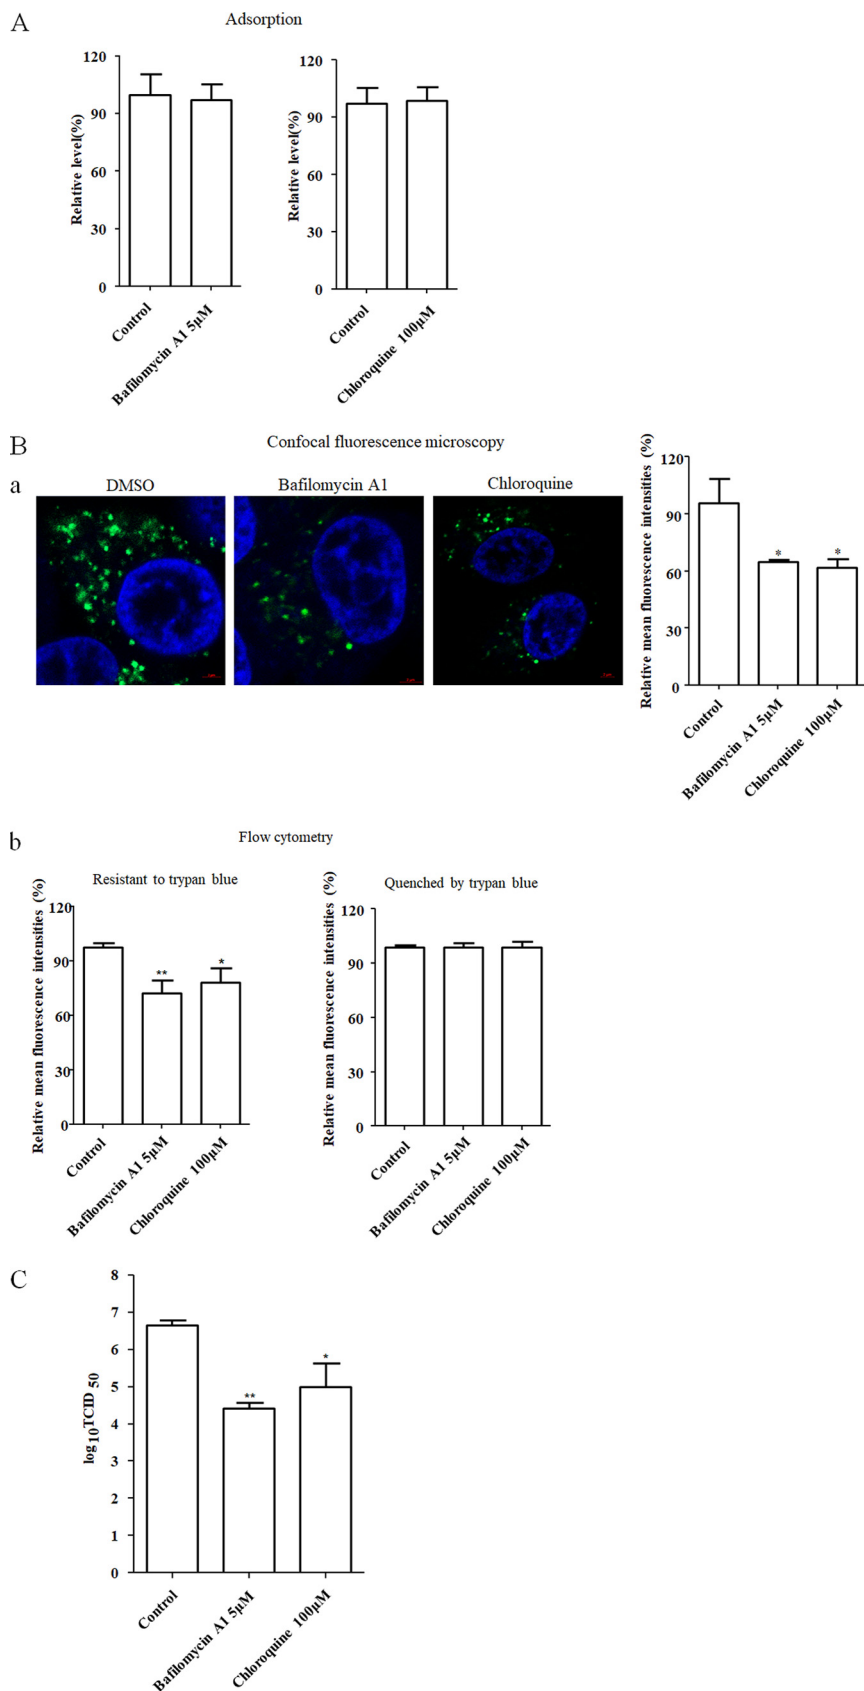 A
Adsorption
Relative level(%)
120
90
60
30
0
Control
Bafilomycin A1 5µM
Relative level(%)
120
90
60
30
0
Control
Chloroquine 100µM
B
Confocal fluorescence microscopy
a
DMSO
Bafilomycin A1
Chloroquine
Relative mean fluorescence intensities (%)
120
90
60
30
0
*
*
Control
Bafilomycin A1 5µM
Chloroquine 100µM
b
Flow cytometry
Resistant to trypan blue
Relative mean fluorescence intensities (%)
120
90
60
30
0
**
*
Control
Bafilomycin A1 5µM
Chloroquine 100µM
Quenched by trypan blue
Relative mean fluorescence intensities (%)
120
90
60
30
0
Control
Bafilomycin A1 5µM
Chloroquine 100µM
C
log10TCID 50
8
7
6
5
4
3
2
1
0
**
*
Control
Bafilomycin A1 5µM
Chloroquine 100µM